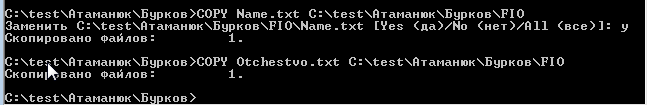 C:\test\Атаманюк\Бурков>COPY Name.txt C:\test\Атаманюк\Бурков\FIO
Заменить C:\test\Атаманюк\Бурков\FIO\Name.txt [Yes (да)/No (нет)/All (все)]: y
Скопировано файлов:         1.
C:\test\Атаманюк\Бурков>COPY Otchestvo.txt C:\test\Атаманюк\Бурков\FIO
Скопировано файлов:         1.
C:\test\Атаманюк\Бурков>